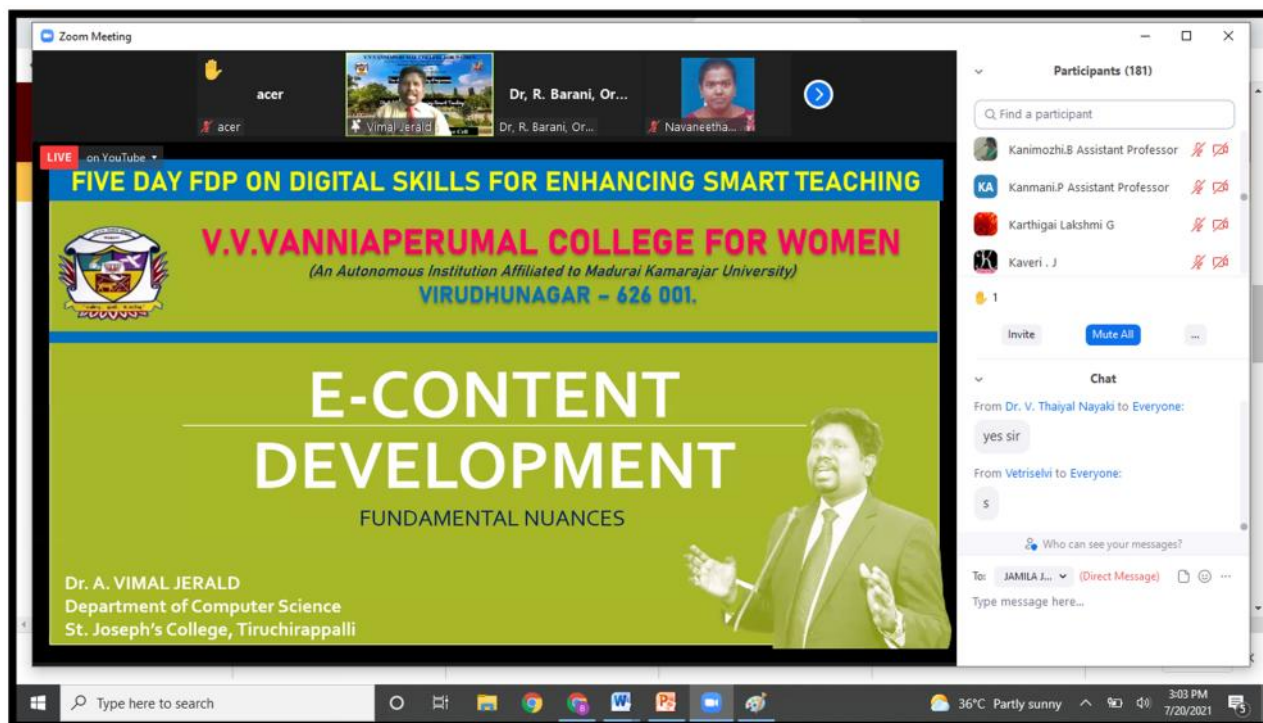 Zoom Meeting
acer
acer
Vimal Jerald
Dr, R. Barani, Or...
Dr, R. Barani, Or...
Navaneetha...
LIVE on YouTube
FIVE DAY FDP ON DIGITAL SKILLS FOR ENHANCING SMART TEACHING
V.V.VANNIAPERUMAL COLLEGE FOR WOMEN
(An Autonomous Institution Affiliated to Madurai Kamarajar University)
VIRUDHUNAGAR – 626 001.
E-CONTENT
DEVELOPMENT
FUNDAMENTAL NUANCES
Dr. A. VIMAL JERALD
Department of Computer Science
St. Joseph's College, Tiruchirappalli
Participants (181)
Find a participant
Kanimozhi.B Assistant Professor
KA Kanmani.P Assistant Professor
Karthigai Lakshmi G
K Kaveri . J
1
Invite Mute All ...
Chat
From Dr. V. Thaiyal Nayaki to Everyone:
yes sir
From Vetriselvi to Everyone:
s
Who can see your messages?
To: JAMILA J... (Direct Message) ...
Type message here...
Type here to search
36°C Partly sunny
3:03 PM
7/20/2021
5